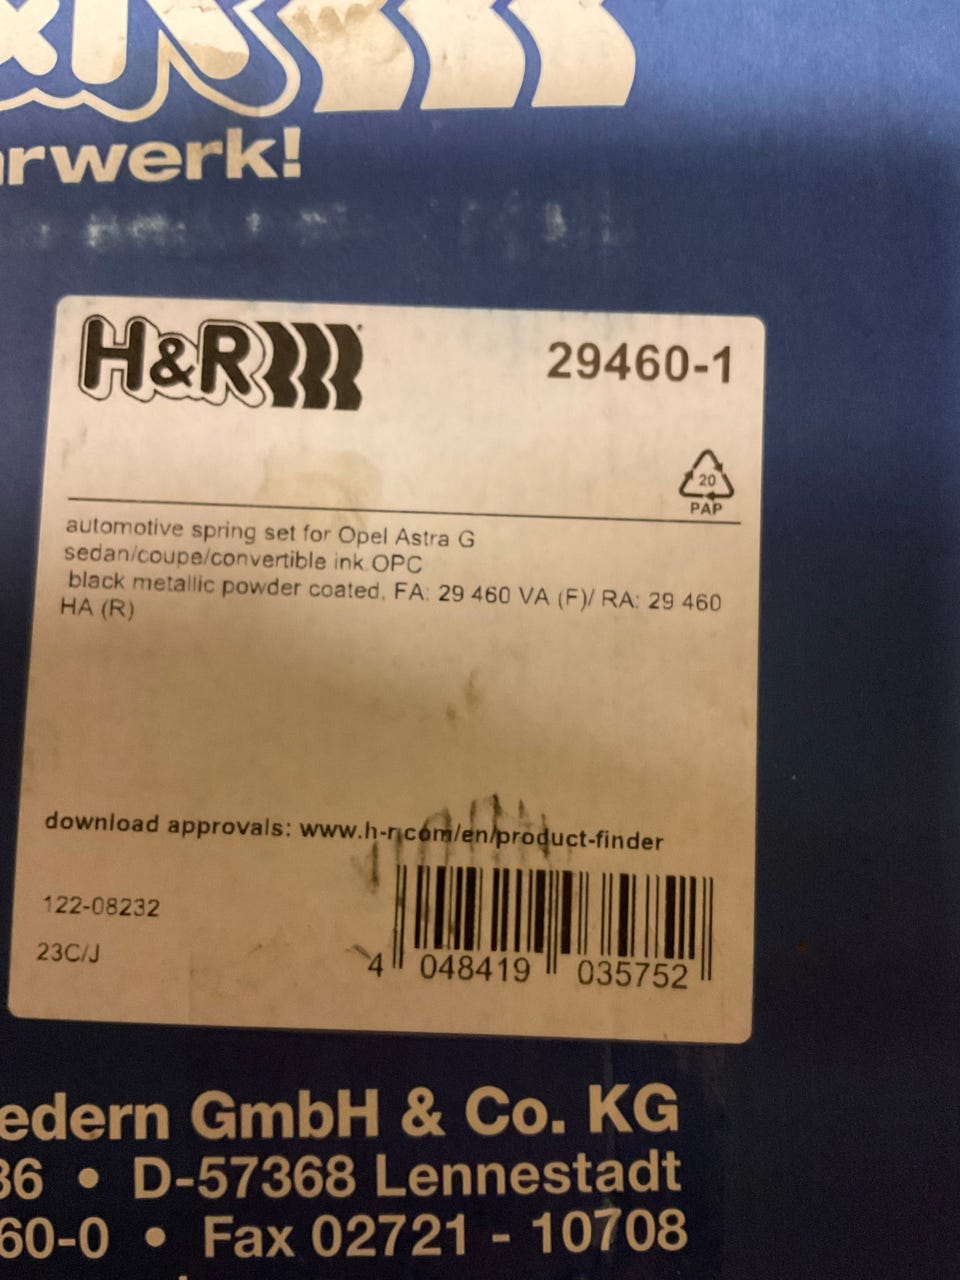 &R
rwerk!
H&R
29460-1
20
PAP
automotive spring set for Opel Astra G
sedan/coupe/convertible ink.OPC
black metallic powder coated, FA: 29 460 VA (F)/ RA: 29 460
HA (R)
download approvals: www.h-r.com/en/product-finder
122-08232
23C/J
4 048419 035752
edern GmbH & Co. KG
36 • D-57368 Lennestadt
60-0 • Fax 02721 - 10708